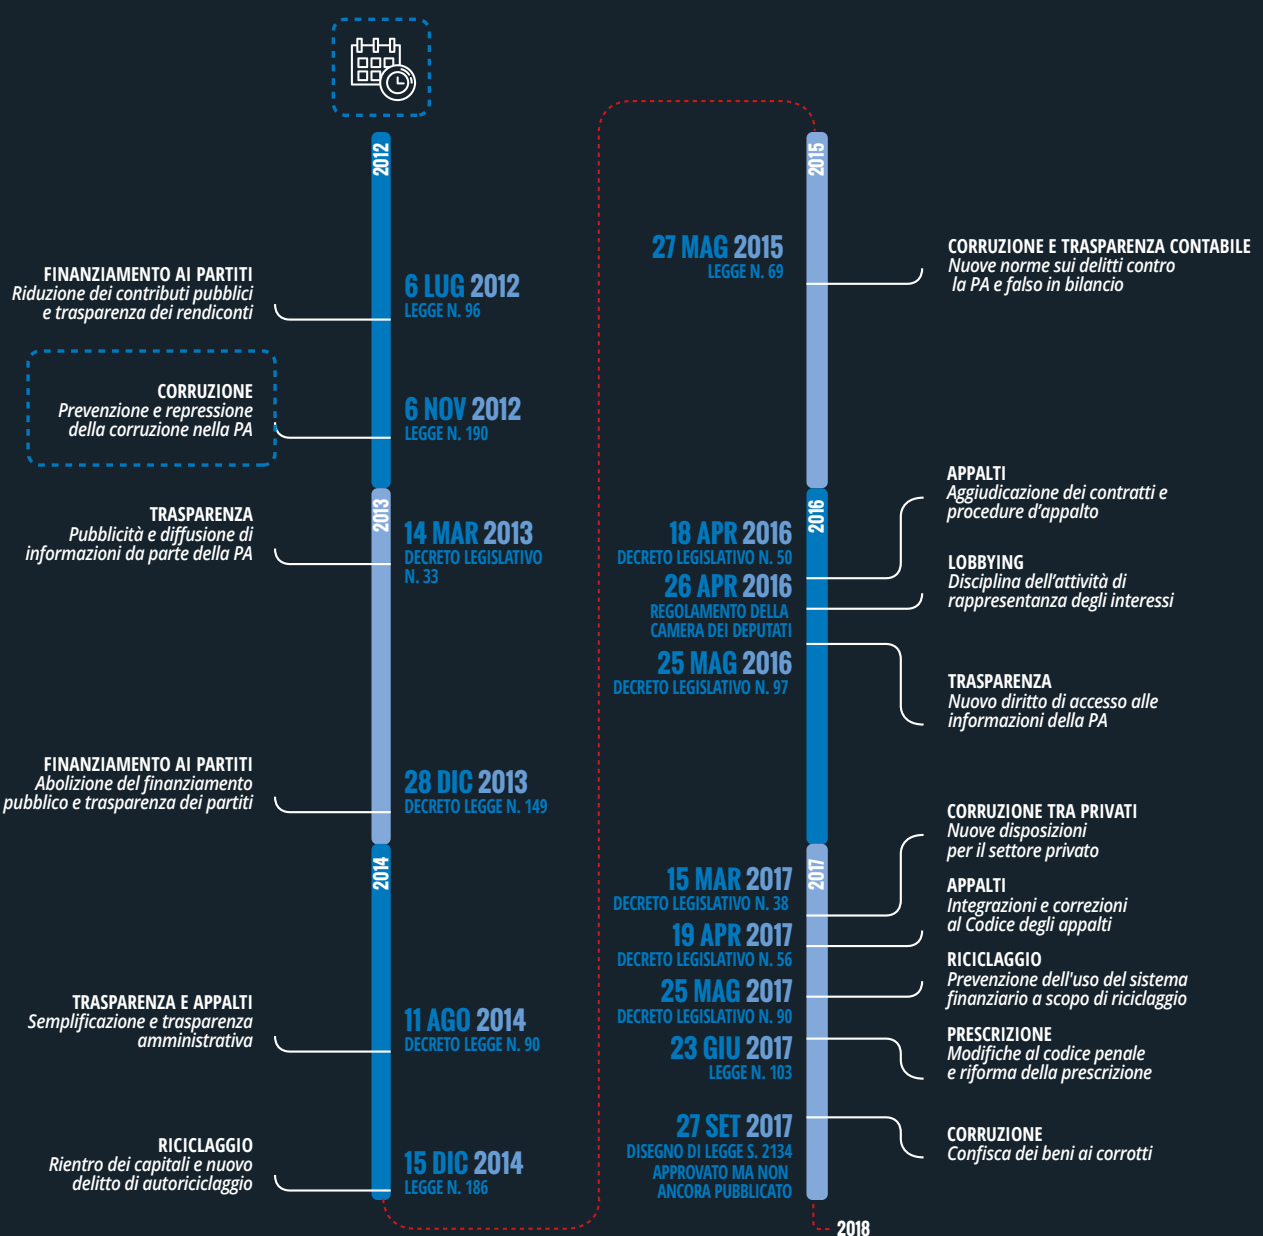 2012
FINANZIAMENTO AI PARTITI
Riduzione dei contributi pubblici
e trasparenza dei rendiconti
6 LUG 2012
LEGGE N. 96
CORRUZIONE
Prevenzione e repressione
della corruzione nella PA
6 NOV 2012
LEGGE N. 190
2013
TRASPARENZA
Pubblicità e diffusione di
informazioni da parte della PA
14 MAR 2013
DECRETO LEGISLATIVO
N. 33
FINANZIAMENTO AI PARTITI
Abolizione del finanziamento
pubblico e trasparenza dei partiti
28 DIC 2013
DECRETO LEGGE N. 149
2014
TRASPARENZA E APPALTI
Semplificazione e trasparenza
amministrativa
11 AGO 2014
DECRETO LEGGE N. 90
RICICLAGGIO
Rientro dei capitali e nuovo
delitto di autoriciclaggio
15 DIC 2014
LEGGE N. 186
2015
27 MAG 2015
LEGGE N. 69
CORRUZIONE E TRASPARENZA CONTABILE
Nuove norme sui delitti contro
la PA e falso in bilancio
2016
18 APR 2016
DECRETO LEGISLATIVO N. 50
APPALTI
Aggiudicazione dei contratti e
procedure d'appalto
26 APR 2016
REGOLAMENTO DELLA
CAMERA DEI DEPUTATI
LOBBYING
Disciplina dell'attività di
rappresentanza degli interessi
25 MAG 2016
DECRETO LEGISLATIVO N. 97
TRASPARENZA
Nuovo diritto di accesso alle
informazioni della PA
2017
15 MAR 2017
DECRETO LEGISLATIVO N. 38
CORRUZIONE TRA PRIVATI
Nuove disposizioni
per il settore privato
19 APR 2017
DECRETO LEGISLATIVO N. 56
APPALTI
Integrazioni e correzioni
al Codice degli appalti
25 MAG 2017
DECRETO LEGISLATIVO N. 90
RICICLAGGIO
Prevenzione dell'uso del sistema
finanziario a scopo di riciclaggio
23 GIU 2017
LEGGE N. 103
PRESCRIZIONE
Modifiche al codice penale
e riforma della prescrizione
27 SET 2017
DISEGNO DI LEGGE S. 2134
APPROVATO MA NON
ANCORA PUBBLICATO
CORRUZIONE
Confisca dei beni ai corrotti
2018